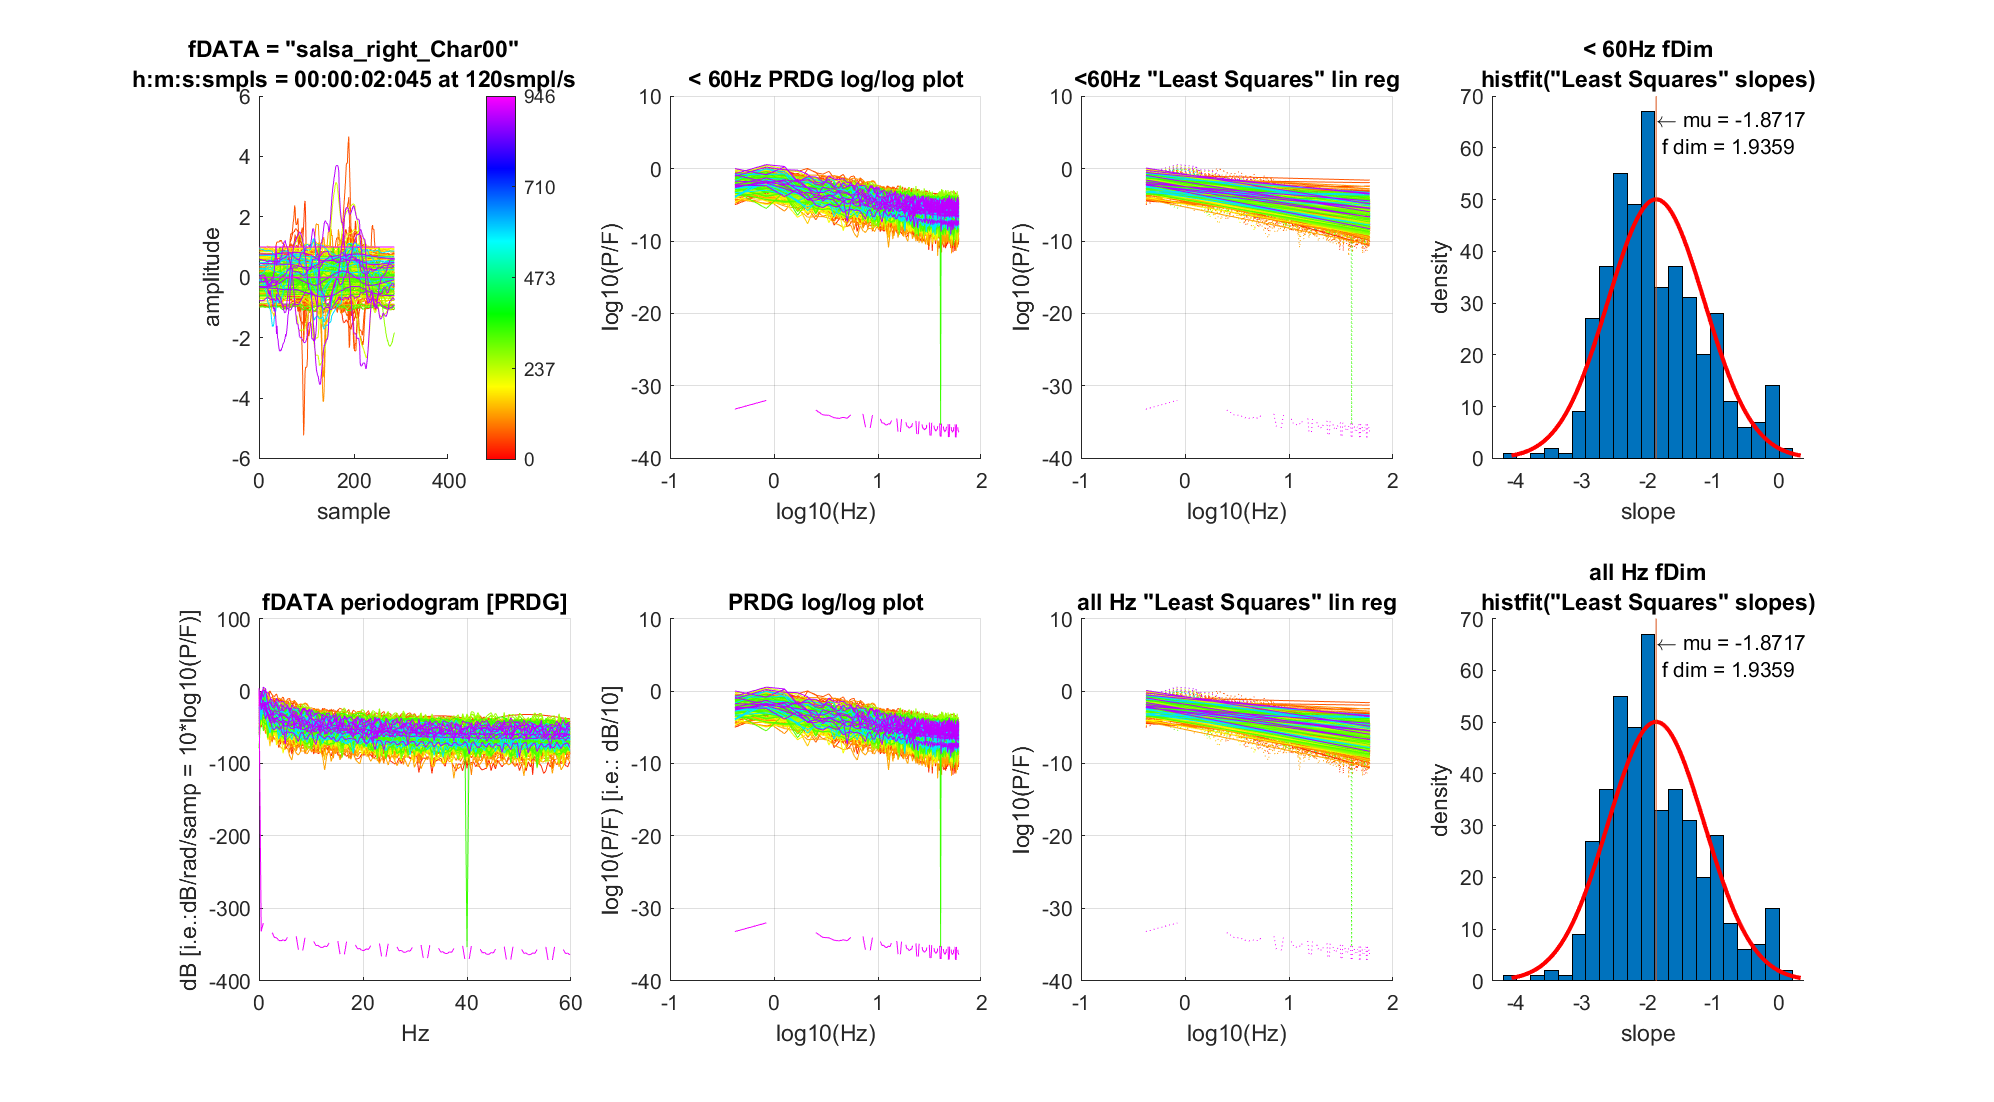 fDATA = "salsa_right_Char00"
h:m:s:smpls = 00:00:02:045 at 120smpl/s
6
4
2
0
-2
-4
-6
amplitude
0 200 400
sample
946
710
473
237
0
< 60Hz PRDG log/log plot
10
0
-10
-20
-30
-40
log10(P/F)
-1 0 1 2
log10(Hz)
<60Hz "Least Squares" lin reg
10
0
-10
-20
-30
-40
log10(P/F)
-1 0 1 2
log10(Hz)
< 60Hz fDim
histfit("Least Squares" slopes)
70
60
50
40
30
20
10
0
density
← mu = -1.8717
f dim = 1.9359
-4 -3 -2 -1 0
slope
fDATA periodogram [PRDG]
100
0
-100
-200
-300
-400
dB [i.e.:dB/rad/samp = 10*log10(P/F)]
0 20 40 60
Hz
PRDG log/log plot
10
0
-10
-20
-30
-40
log10(P/F) [i.e.: dB/10]
-1 0 1 2
log10(Hz)
all Hz "Least Squares" lin reg
10
0
-10
-20
-30
-40
log10(P/F)
-1 0 1 2
log10(Hz)
all Hz fDim
histfit("Least Squares" slopes)
70
60
50
40
30
20
10
0
density
← mu = -1.8717
f dim = 1.9359
-4 -3 -2 -1 0
slope